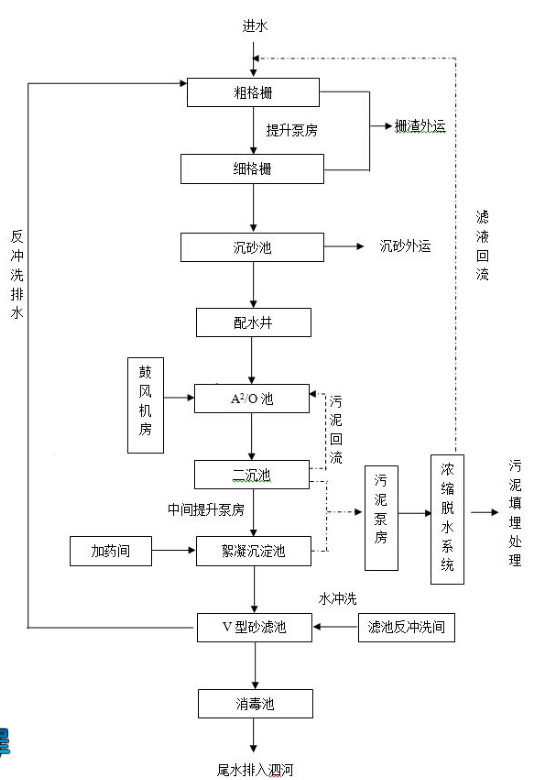 进水
粗格栅
提升泵房
栅渣外运
细格栅
沉砂池
沉砂外运
反冲洗排水
滤液回流
配水井
鼓风机房
A²/O 池
污泥回流
二沉池
中间提升泵房
污泥泵房
浓缩脱水系统
污泥填埋处理
加药间
絮凝沉淀池
水冲洗
V 型砂滤池
滤池反冲洗间
消毒池
尾水排入泗河